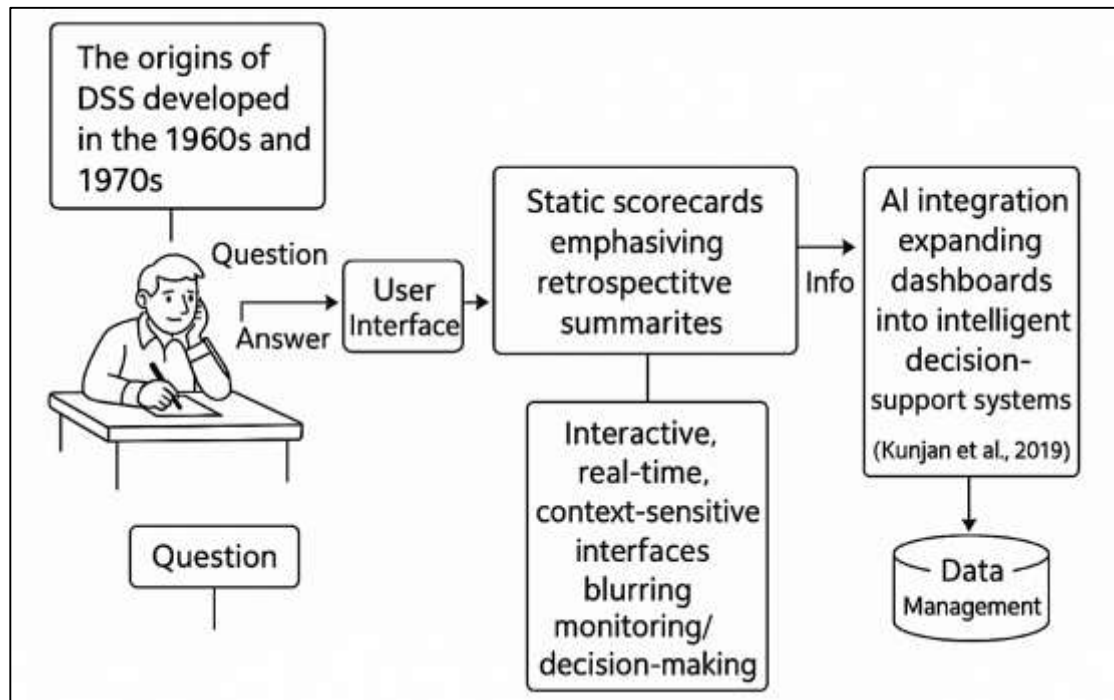 The origins of
DSS developed
in the 1960s and
1970s
Question
Answer
User
Interface
Static scorecards
emphasiving
retrospectitve
summarites
Info
AI integration
expanding
dashboards
into intelligent
decision-
support systems
(Kunjan et al., 2019)
Interactive,
real-time,
context-sensitive
interfaces
blurring
monitoring/
decision-making
Question
Data
Management